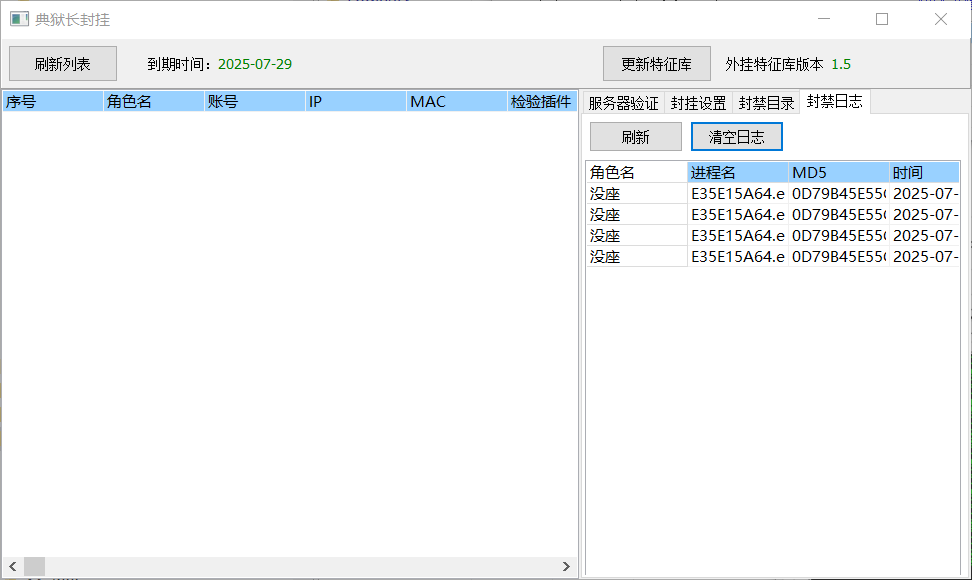 典狱长封挂
刷新列表 到期时间：2025-07-29 更新特征库 外挂特征库版本 1.5
序号 角色名 账号 IP MAC 检验插件
服务器验证 封挂设置 封禁目录 封禁日志
刷新 清空日志
角色名 进程名 MD5 时间
没座 E35E15A64.e 0D79B45E55 2025-07-
没座 E35E15A64.e 0D79B45E55 2025-07-
没座 E35E15A64.e 0D79B45E55 2025-07-
没座 E35E15A64.e 0D79B45E55 2025-07-